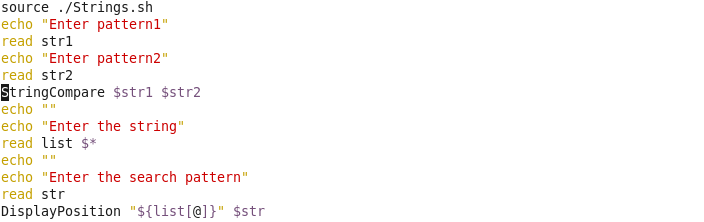 source ./Strings.sh
echo "Enter pattern1"
read str1
echo "Enter pattern2"
read str2
StringCompare $str1 $str2
echo ""
echo "Enter the string"
read list $*
echo ""
echo "Enter the search pattern"
read str
DisplayPosition "${list[@]}" $str